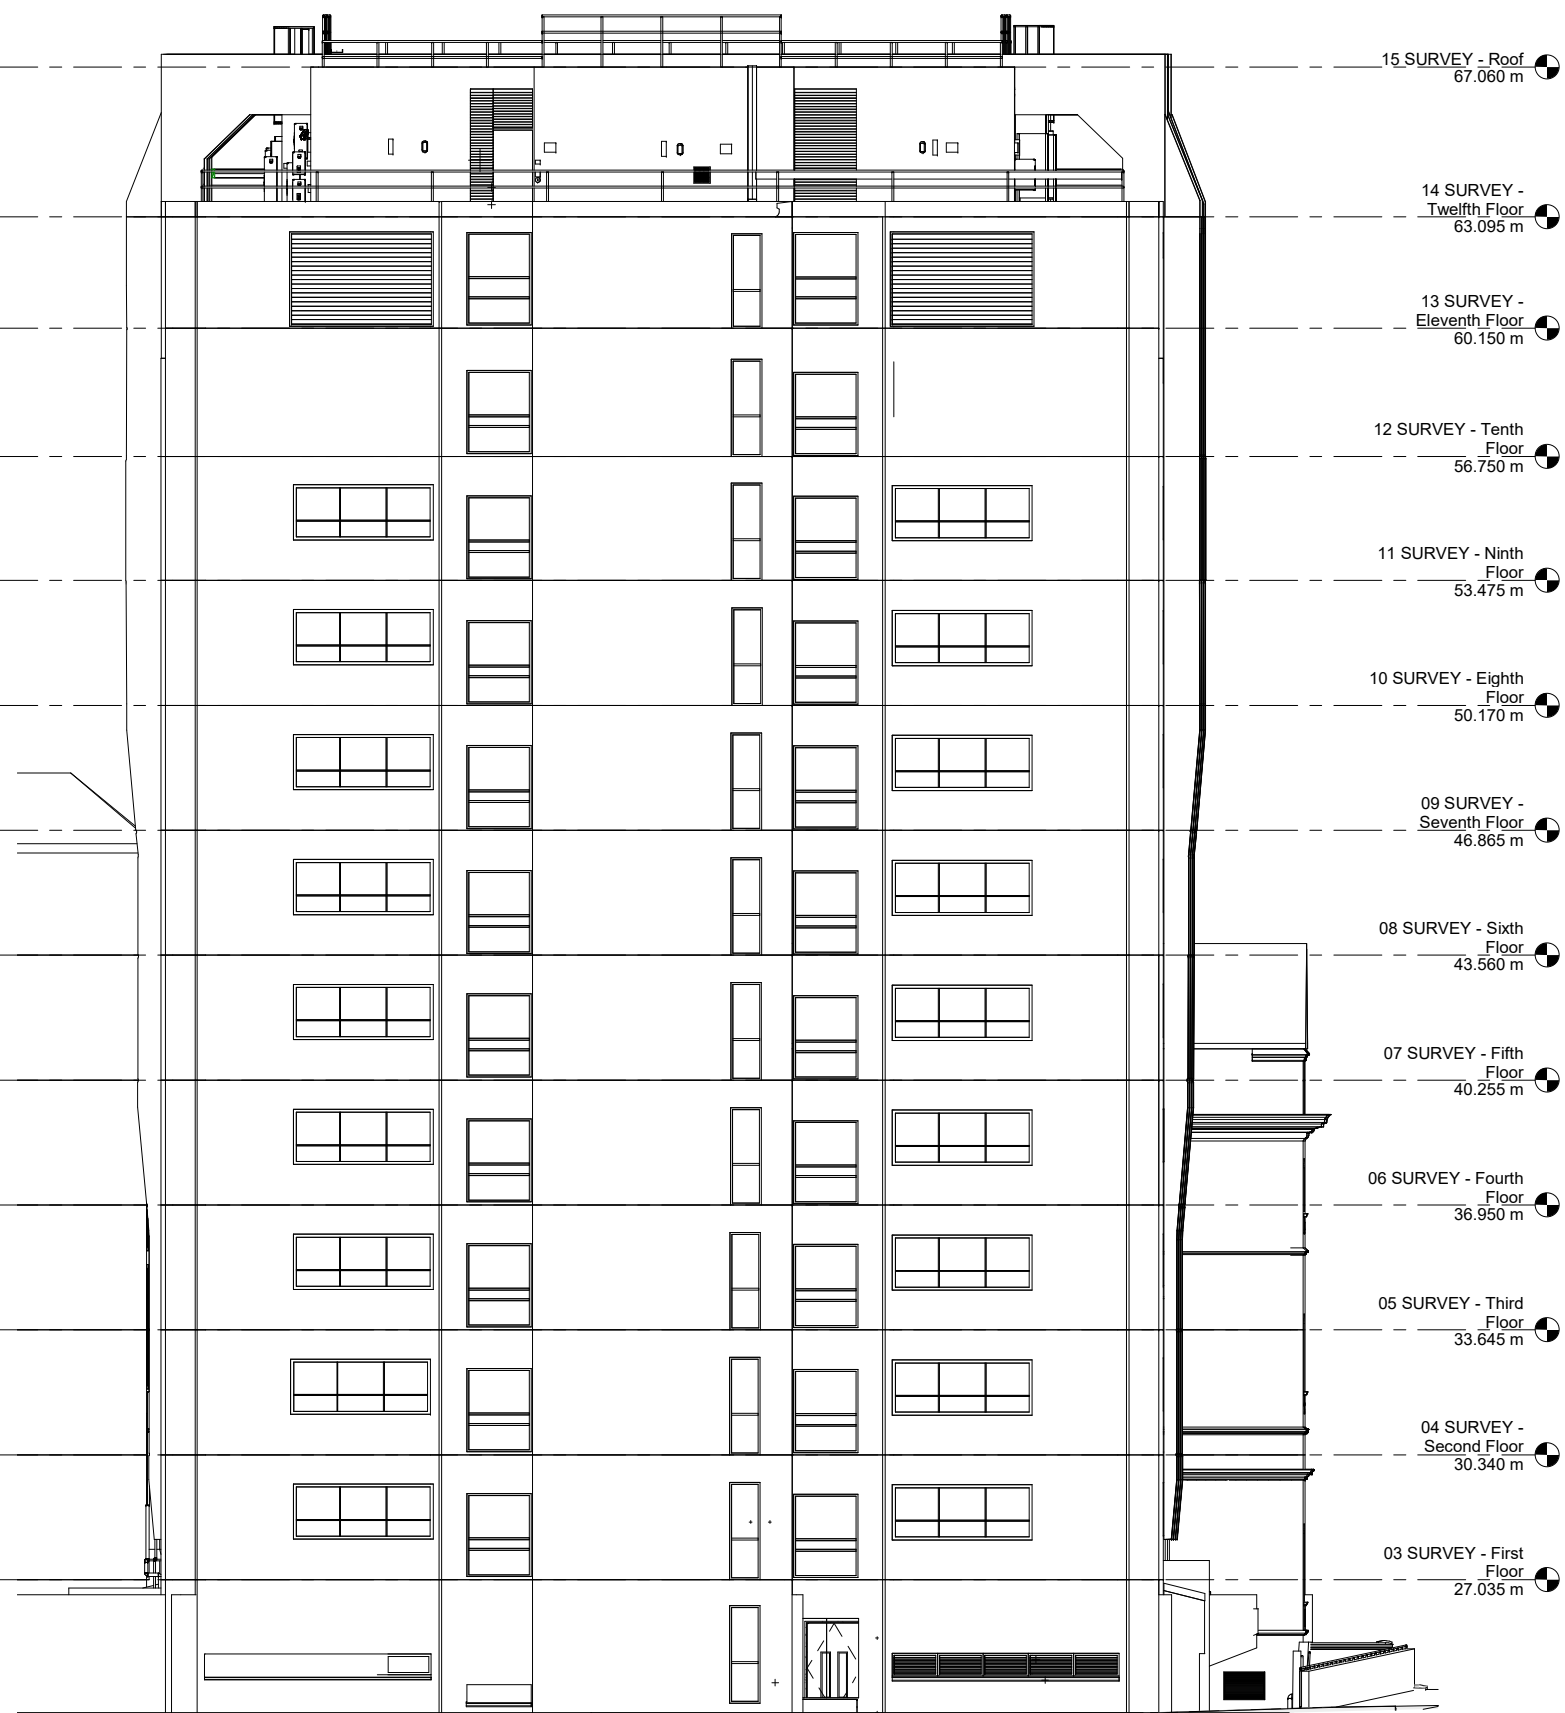 15 SURVEY - Roof
67.060 m
14 SURVEY -
Twelfth Floor
63.095 m
13 SURVEY -
Eleventh Floor
60.150 m
12 SURVEY - Tenth
Floor
56.750 m
11 SURVEY - Ninth
Floor
53.475 m
10 SURVEY - Eighth
Floor
50.170 m
09 SURVEY -
Seventh Floor
46.865 m
08 SURVEY - Sixth
Floor
43.560 m
07 SURVEY - Fifth
Floor
40.255 m
06 SURVEY - Fourth
Floor
36.950 m
05 SURVEY - Third
Floor
33.645 m
04 SURVEY -
Second Floor
30.340 m
03 SURVEY - First
Floor
27.035 m